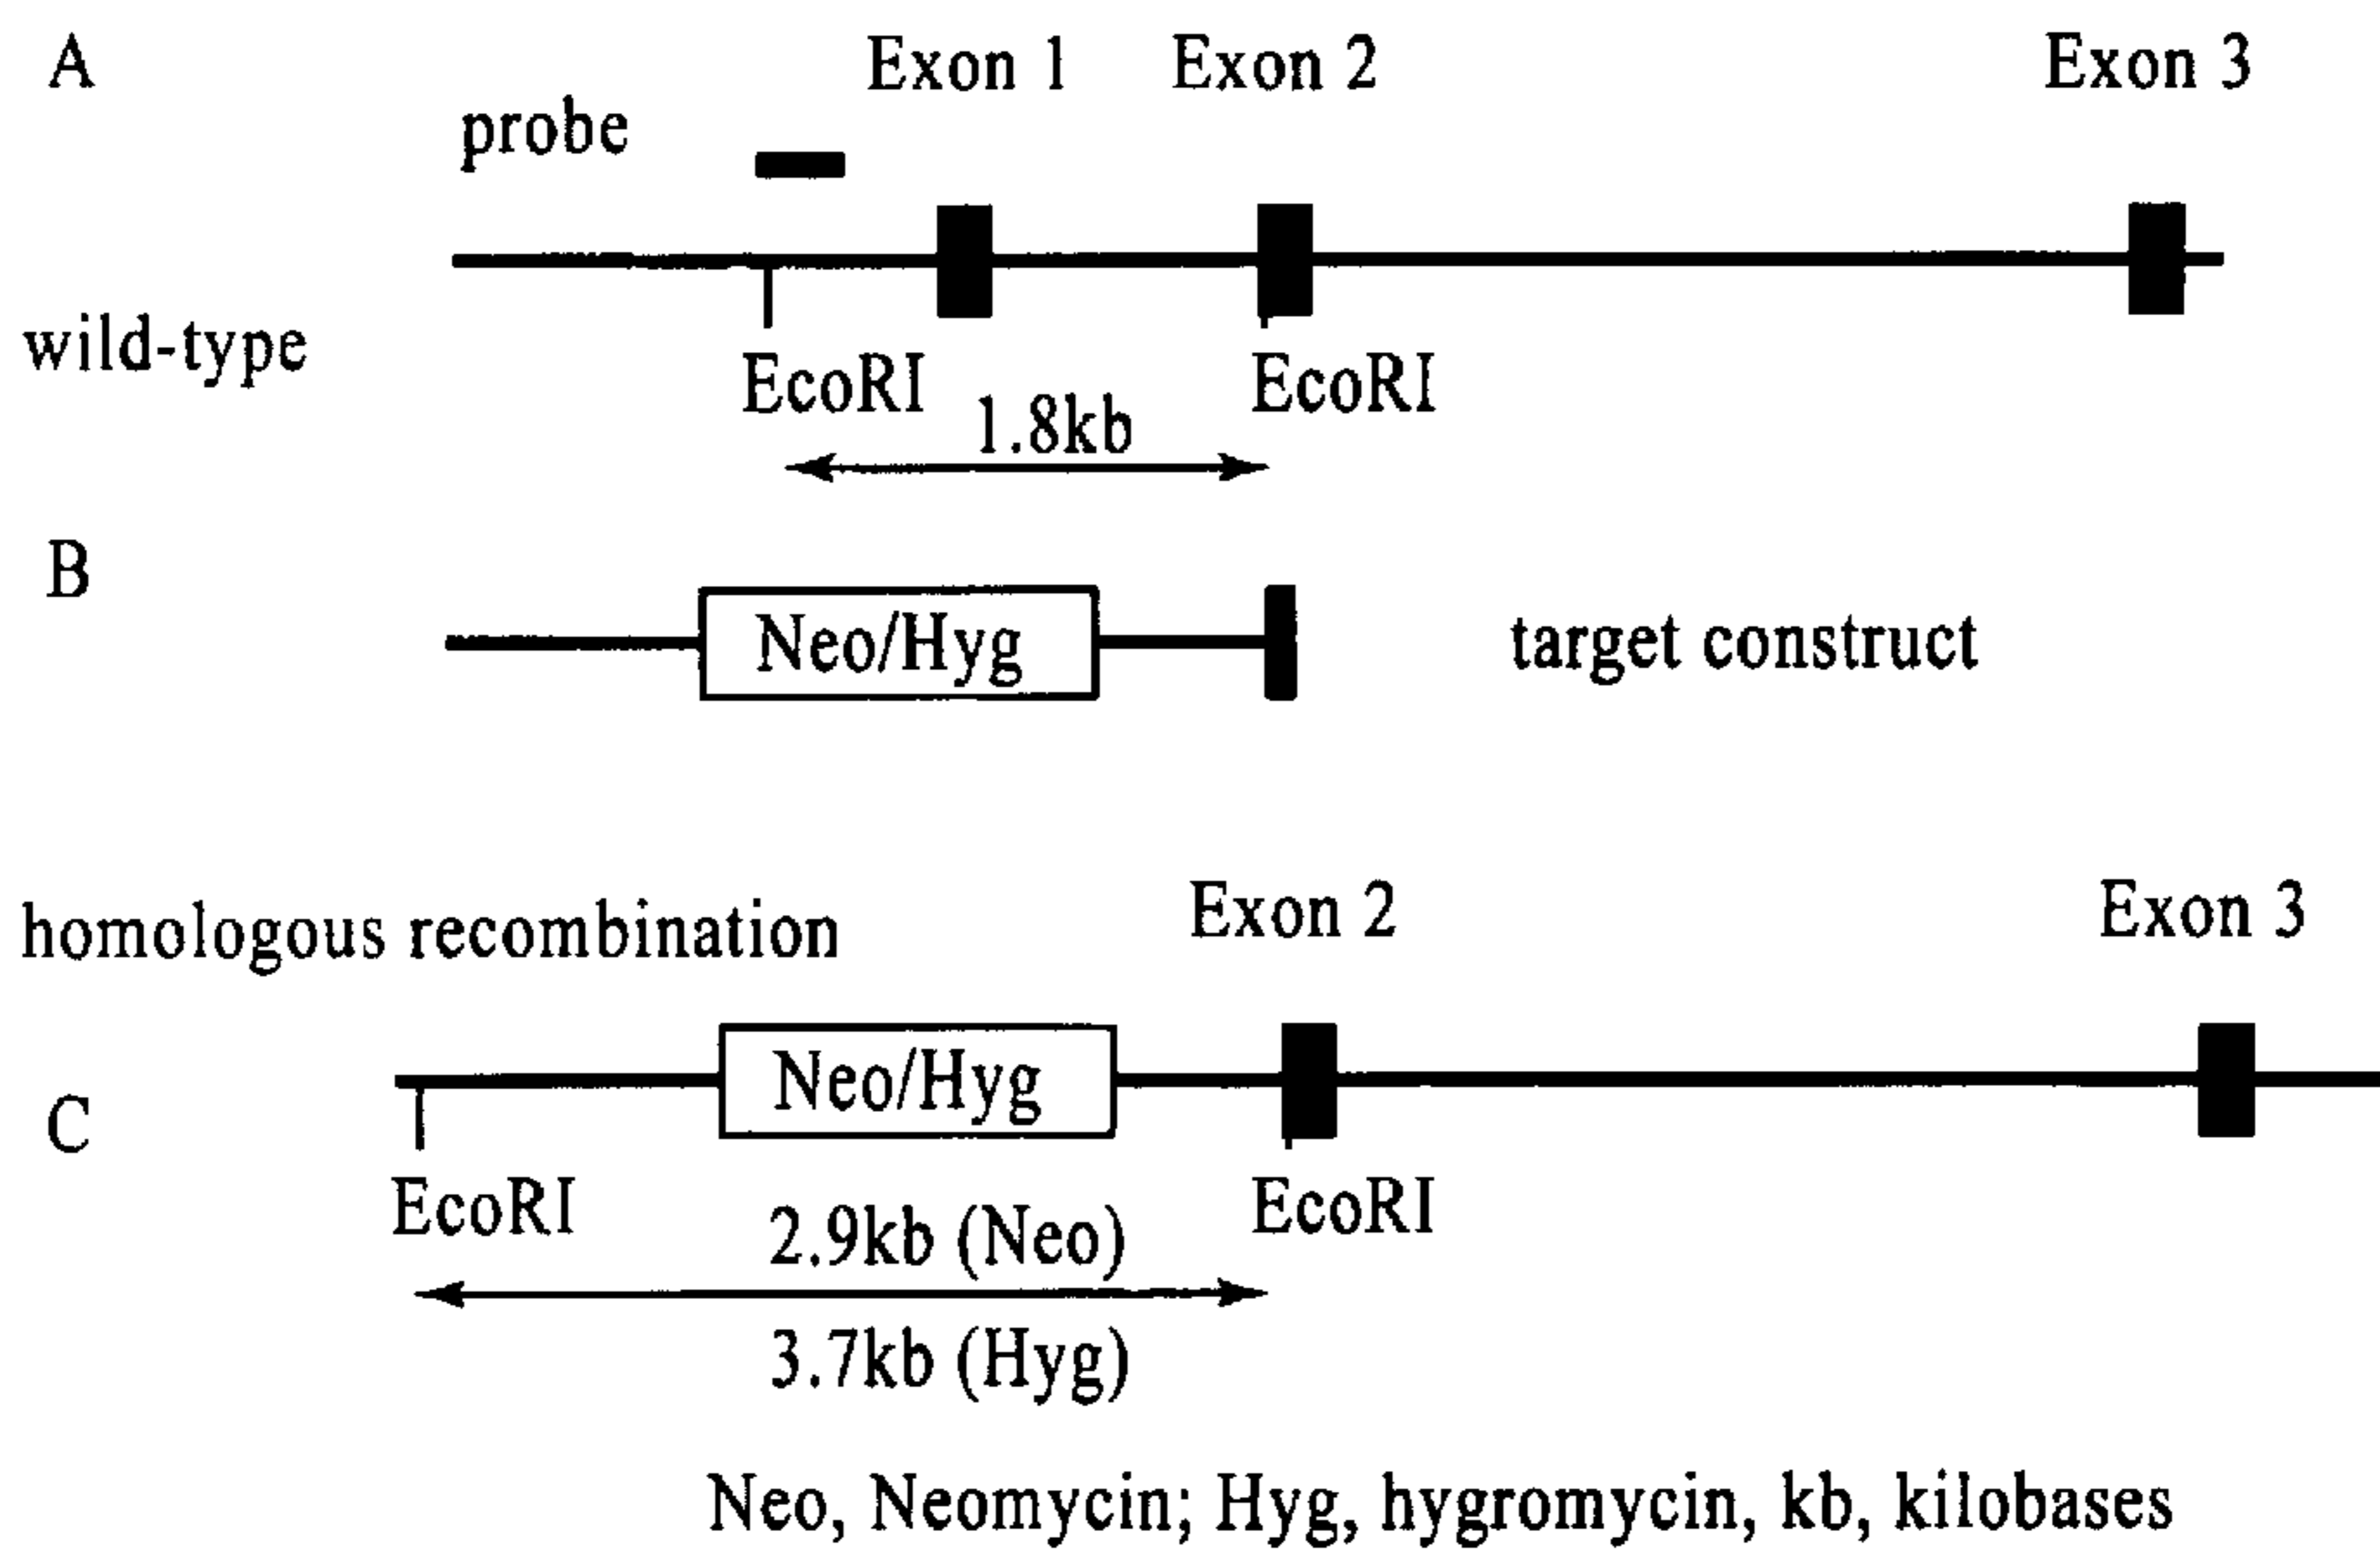 A
Exon 1 Exon 2 Exon 3
probe
wild-type
EcoRI EcoRI
1.8kb
B
Neo/Hyg target construct
homologous recombination Exon 2 Exon 3
Neo/Hyg
C
EcoRI EcoRI
2.9kb (Neo)
3.7kb (Hyg)
Neo, Neomycin; Hyg, hygromycin, kb, kilobases